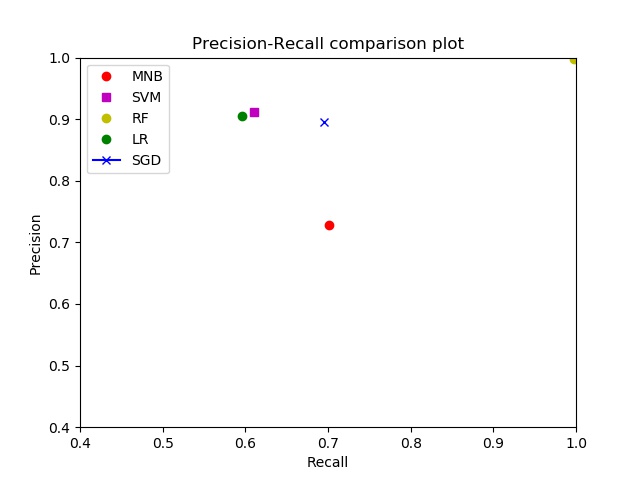 Precision-Recall comparison plot
1.0
0.9
0.8
0.7
0.6
0.5
0.4
Precision
MNB
SVM
RF
LR
SGD
0.4 0.5 0.6 0.7 0.8 0.9 1.0
Recall